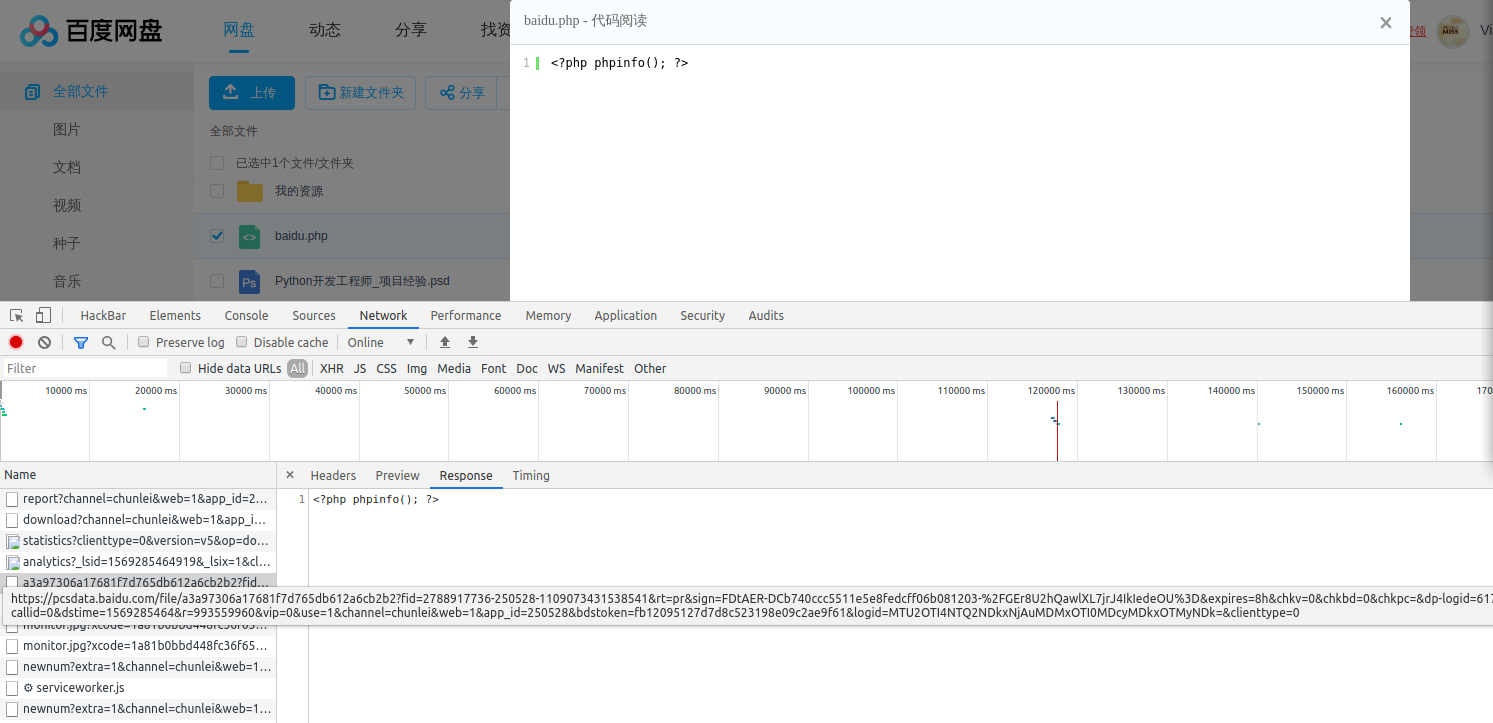 百度网盘
网盘 动态 分享 找资
baidu.php - 代码阅读
×
领 Vi
1 <?php phpinfo(); ?>
全部文件
图片
文档
视频
种子
音乐
上传 新建文件夹 分享
全部文件
已选中1个文件/文件夹
我的资源
<> baidu.php
Ps Python开发工程师_项目经验.psd
HackBar Elements Console Sources Network Performance Memory Application Security Audits
Preserve log Disable cache Online
Filter Hide data URLs All XHR JS CSS Img Media Font Doc WS Manifest Other
10000 ms 20000 ms 30000 ms 40000 ms 50000 ms 60000 ms 70000 ms 80000 ms 90000 ms 100000 ms 110000 ms 120000 ms 130000 ms 140000 ms 150000 ms 160000 ms 170
Name
× Headers Preview Response Timing
1 <?php phpinfo(); ?>
report?channel=chunlei&web=1&app_id=2...
download?channel=chunlei&web=1&app_i...
statistics?clienttype=0&version=v5&op=do...
analytics?_lsid=1569285464919&_lsix=1&cl...
a3a97306a17681f7d765db612a6cb2b2?fid...
https://pcsdata.baidu.com/file/a3a97306a17681f7d765db612a6cb2b2?fid=2788917736-250528-1109073431538541&rt=pr&sign=FDtAER-DCb740ccc5511e5e8fedcff06b081203-%2FGEr8U2hQawlXL7jrJ4IkIedeOU%3D&expires=8h&chkv=0&chkbd=0&chkpc=&dp-logid=617
callid=0&dstime=1569285464&r=993559960&vip=0&use=1&channel=chunlei&web=1&app_id=250528&bdstoken=fb12095127d7d8c523198e09c2ae9f61&logid=MTU2OTI4NTQ2NDkxNjAuMDMxOTI0MDcyMDkxOTMyNDk=&clienttype=0
monitor.jpg?xcode=1a81b0bbd448fc36f65...
monitor.jpg?xcode=1a81b0bbd448fc36f65...
newnum?extra=1&channel=chunlei&web=1...
serviceworker.js
newnum?extra=1&channel=chunlei&web=1...